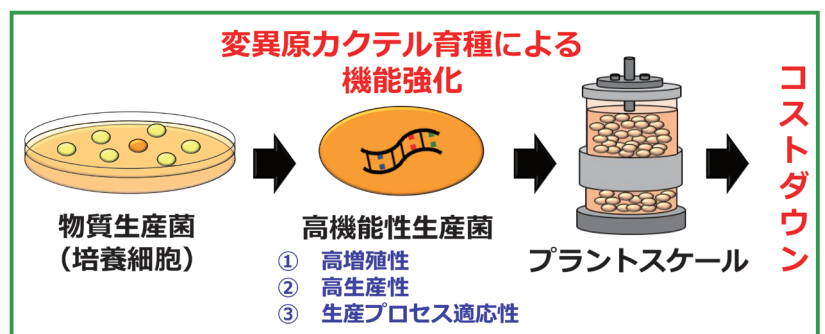 変異原カクテル育種による
機能強化
物質生産菌
（培養細胞）
高機能性生産菌
① 高増殖性
② 高生産性
③ 生産プロセス適応性
プラントスケール
コストダウン